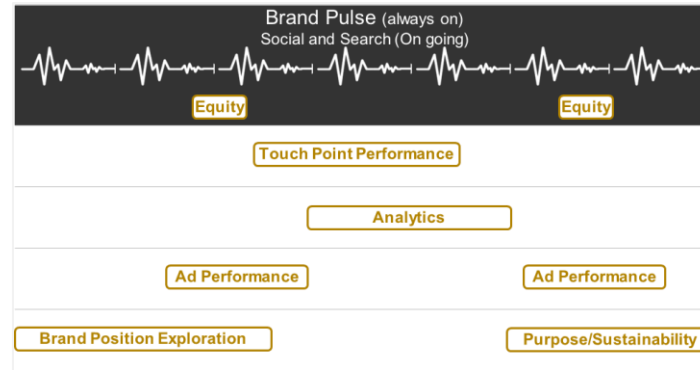 Brand Pulse (always on)
Social and Search (On going)
Equity Equity
Touch Point Performance
Analytics
Ad Performance Ad Performance
Brand Position Exploration Purpose/Sustainability